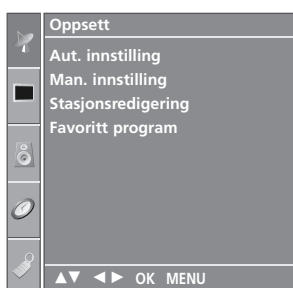 Oppsett
Aut. innstilling
Man. innstilling
Stasjonsredigering
Favoritt program
▲▼ ◄► OK MENU